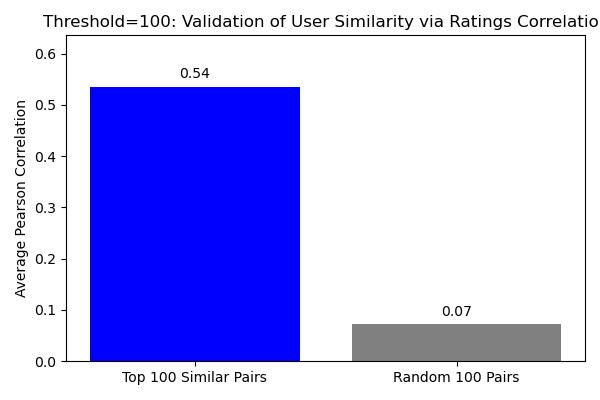 Threshold=100: Validation of User Similarity via Ratings Correlatio
0.6
0.5
0.4
0.3
0.2
0.1
0.0
Average Pearson Correlation
0.54
0.07
Top 100 Similar Pairs
Random 100 Pairs